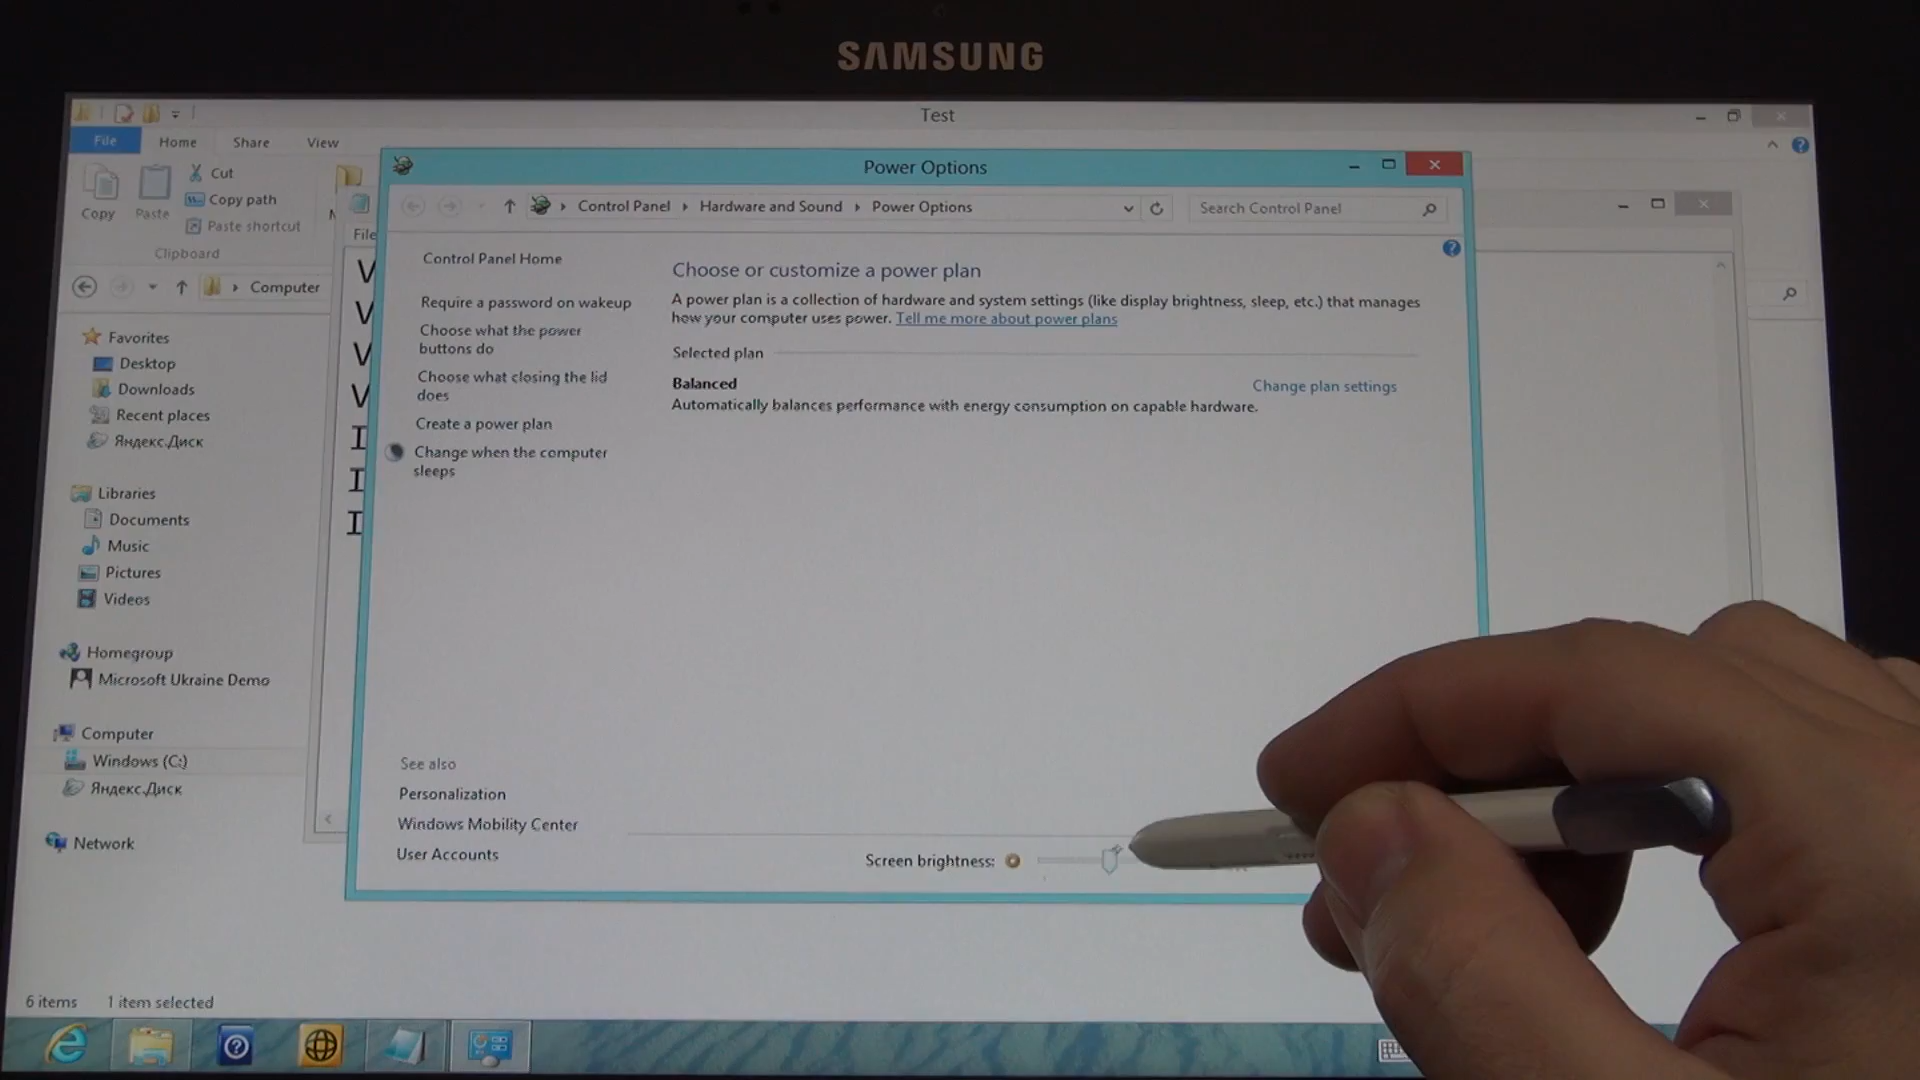 SAMSUNG
Test
File Home Share View
Power Options
Copy
Paste
Cut
Copy path
Paste shortcut
Clipboard
Control Panel Hardware and Sound Power Options
Search Control Panel
File
Computer
Control Panel Home
Require a password on wakeup
Choose what the power
buttons do
Choose what closing the lid
does
Create a power plan
Change when the computer
sleeps
Choose or customize a power plan
A power plan is a collection of hardware and system settings (like display brightness, sleep, etc.) that manages
how your computer uses power. Tell me more about power plans
Selected plan
Balanced
Change plan settings
Automatically balances performance with energy consumption on capable hardware.
Favorites
Desktop
Downloads
Recent places
Яндекс.Диск
Libraries
Documents
Music
Pictures
Videos
Homegroup
Microsoft Ukraine Demo
Computer
Windows (C:)
Яндекс.Диск
Network
See also
Personalization
Windows Mobility Center
User Accounts
Screen brightness:
6 items 1 item selected